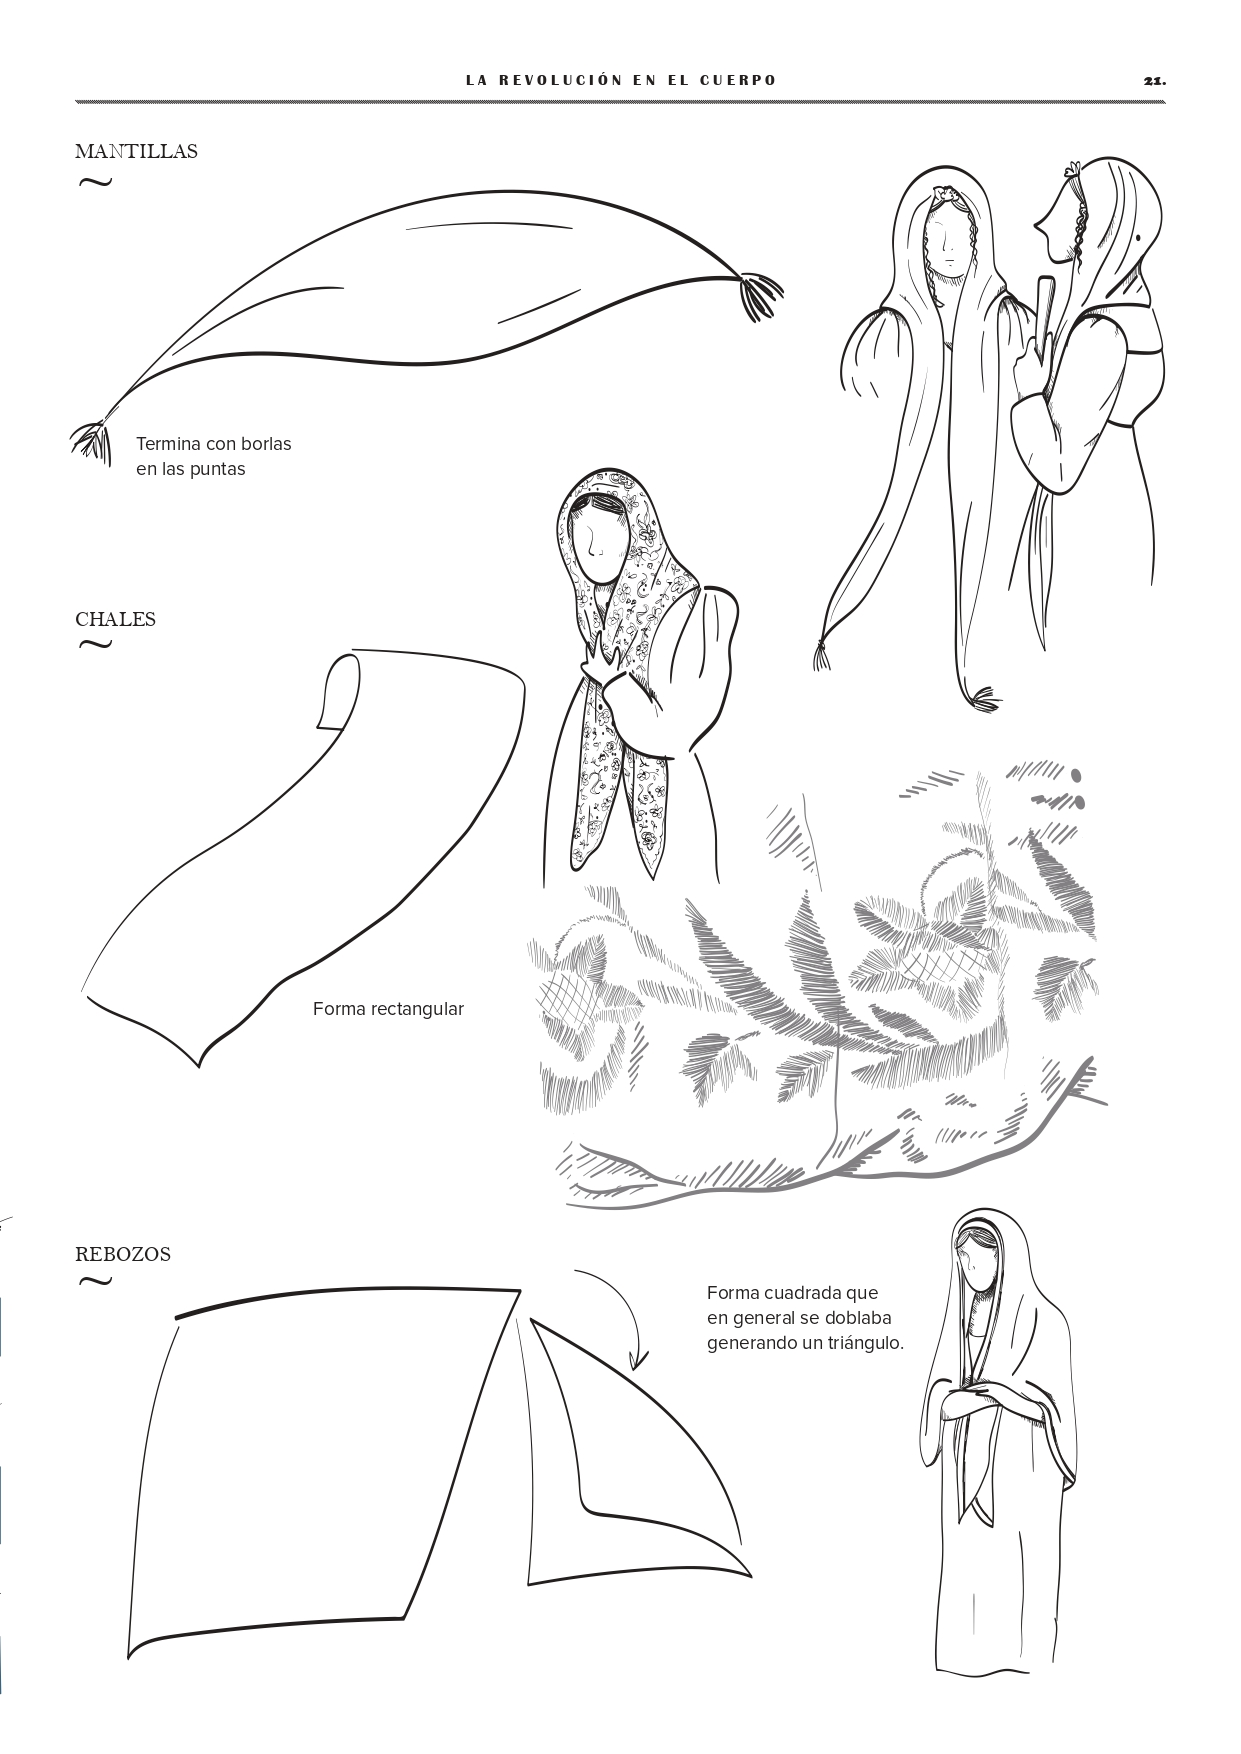 LA REVOLUCIÓN EN EL CUERPO
21.
MANTILLAS
Termina con borlas
en las puntas
CHALES
Forma rectangular
REBOZOS
Forma cuadrada que
en general se doblaba
generando un triángulo.